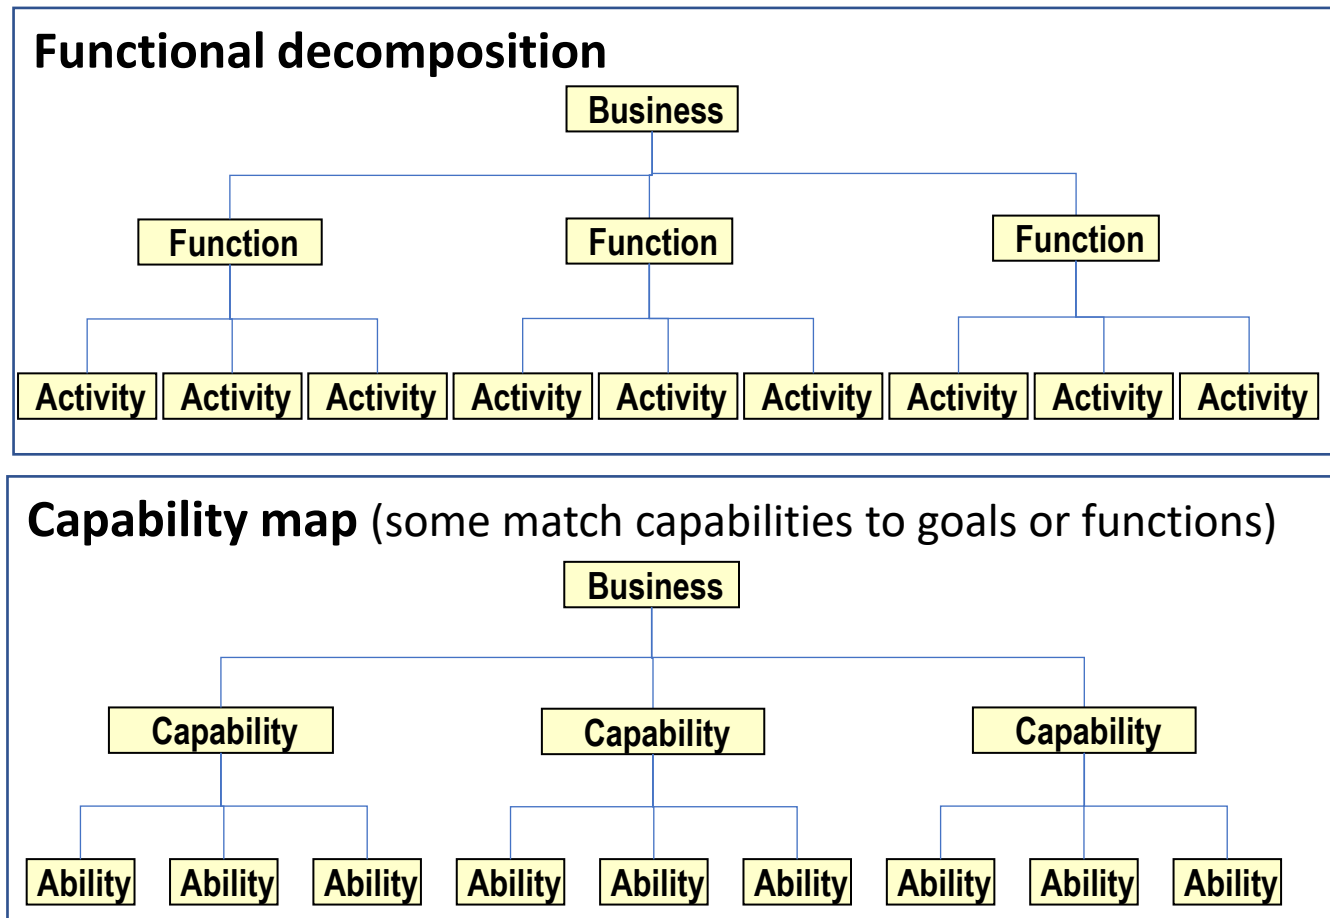 Functional decomposition
Business
Function Function Function
Activity Activity Activity Activity Activity Activity Activity Activity Activity
Capability map (some match capabilities to goals or functions)
Business
Capability Capability Capability
Ability Ability Ability Ability Ability Ability Ability Ability Ability